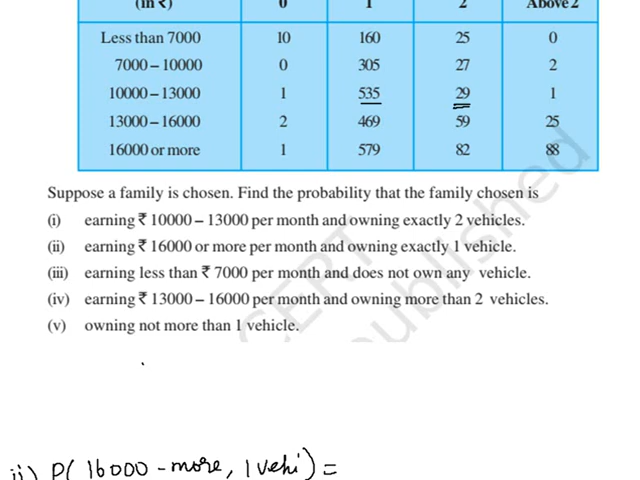 (in ₹) 0 1 2 Above 2
Less than 7000 10 160 25 0
7000 – 10000 0 305 27 2
10000 – 13000 1 535 29 1
13000 – 16000 2 469 59 25
16000 or more 1 579 82 88
Suppose a family is chosen. Find the probability that the family chosen is
(i) earning ₹ 10000 – 13000 per month and owning exactly 2 vehicles.
(ii) earning ₹ 16000 or more per month and owning exactly 1 vehicle.
(iii) earning less than ₹ 7000 per month and does not own any vehicle.
(iv) earning ₹ 13000 – 16000 per month and owning more than 2 vehicles.
(v) owning not more than 1 vehicle.
ii) P( 16000 - more, 1 vehi) =